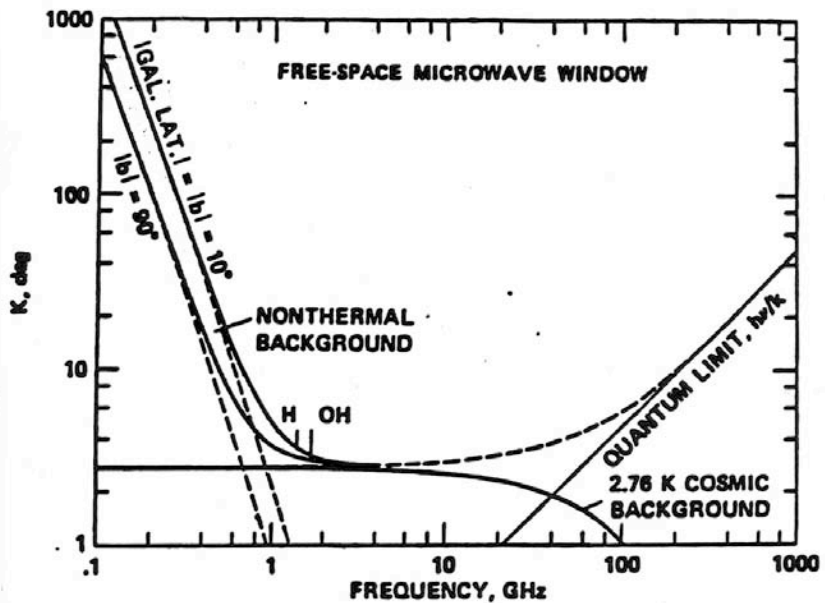 1000
FREE-SPACE MICROWAVE WINDOW
|GAL. LAT.| = |b| = 10°
|b| = 90°
100
K, deg
NONTHERMAL
BACKGROUND
QUANTUM LIMIT, hν/k
10
H OH
2.76 K COSMIC
BACKGROUND
1
.1 1 10 100 1000
FREQUENCY, GHz